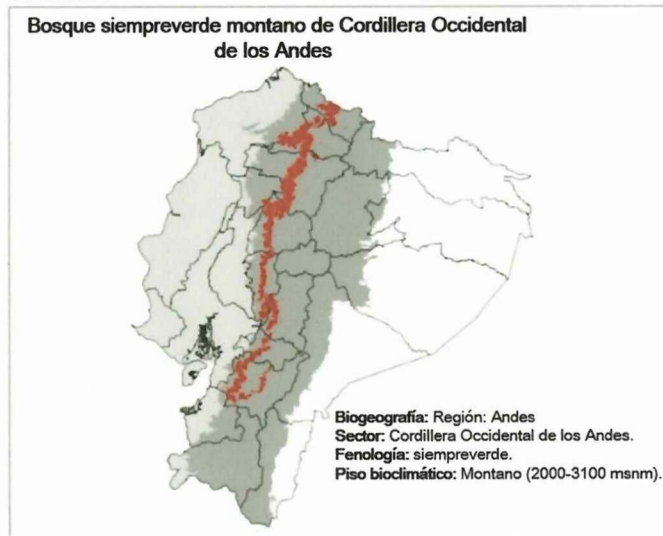 Bosque siempreverde montano de Cordillera Occidental
de los Andes
Biogeografía: Región: Andes
Sector: Cordillera Occidental de los Andes.
Fenología: siempreverde.
Piso bioclimático: Montano (2000-3100 msnm).